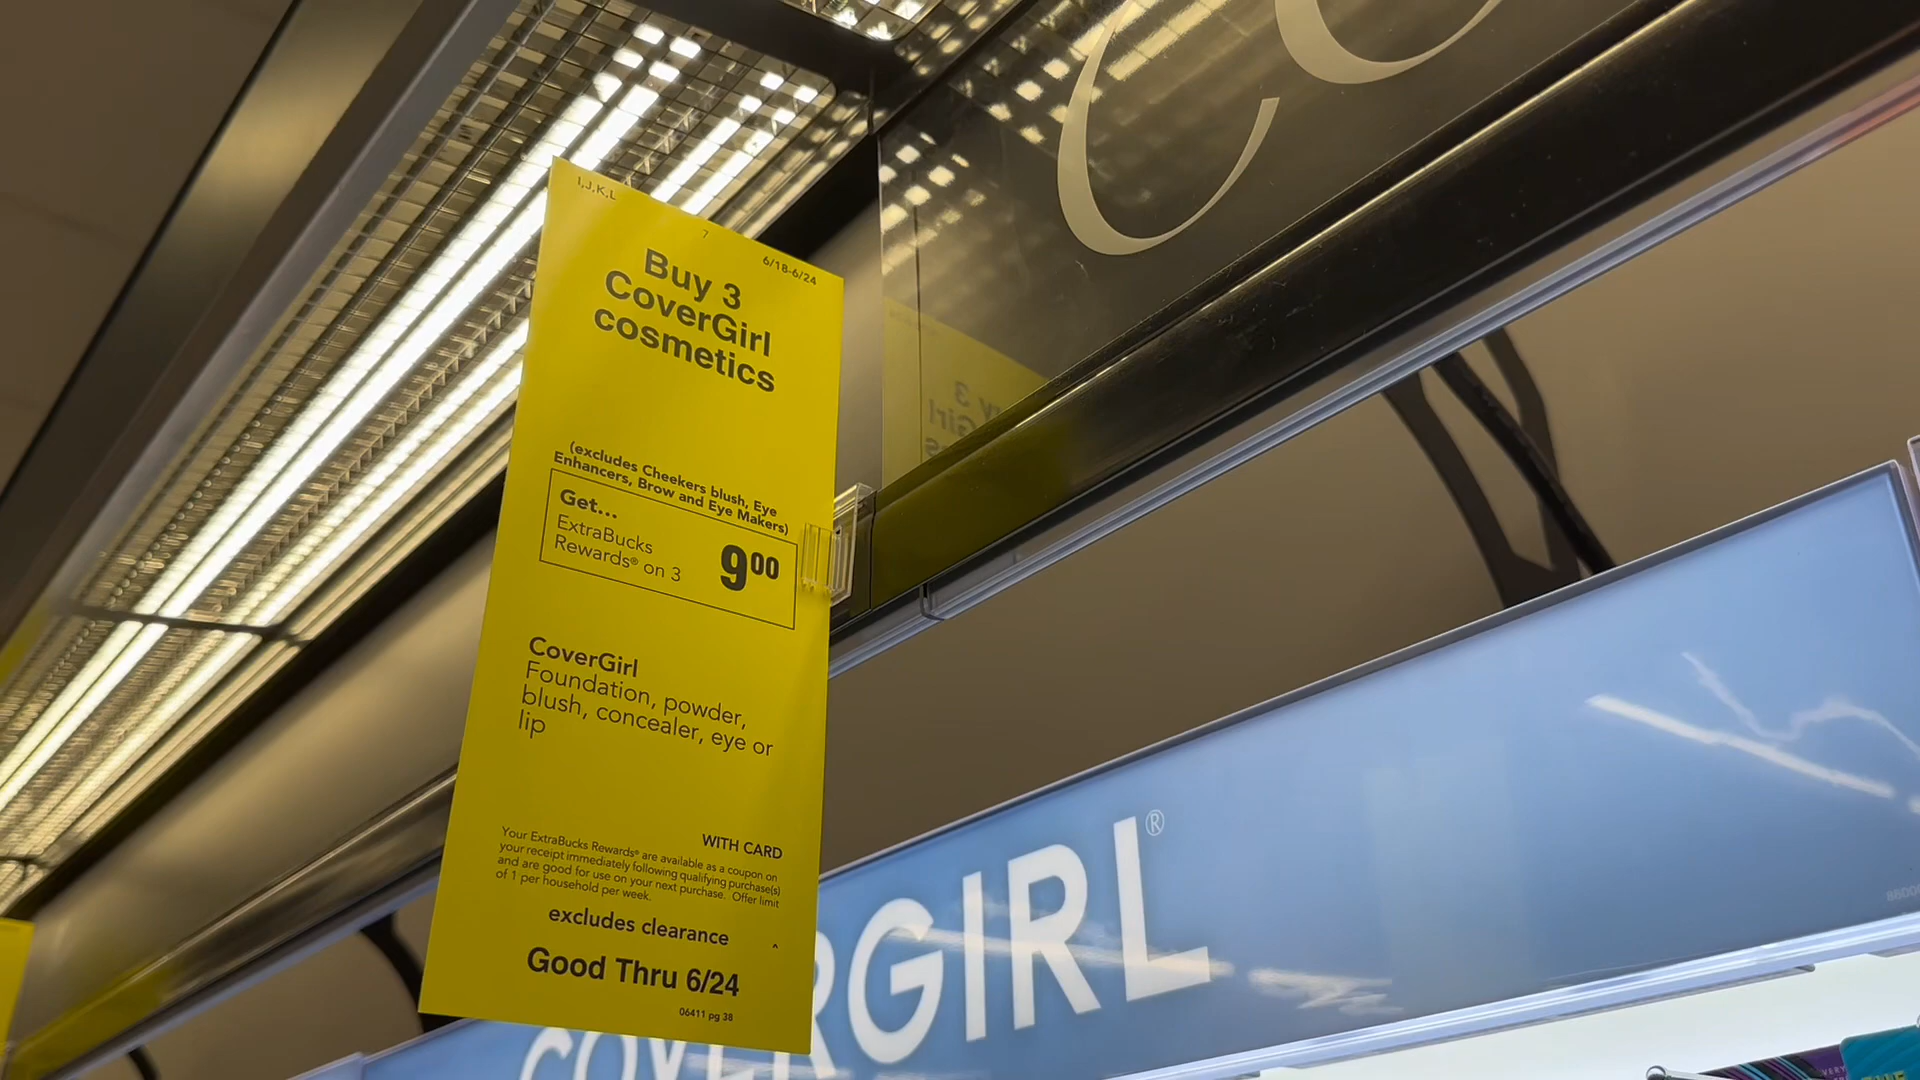 I,J,K,L
7
6/18-6/24
Buy 3
CoverGirl
cosmetics
(excludes Cheekers blush, Eye
Enhancers, Brow and Eye Makers)
Get...
ExtraBucks
Rewards® on 3
9⁰⁰
CoverGirl
Foundation, powder,
blush, concealer, eye or
lip
WITH CARD
Your ExtraBucks Rewards® are available as a coupon on
your receipt immediately following qualifying purchase(s)
and are good for use on your next purchase. Offer limit
of 1 per household per week.
excludes clearance
^
Good Thru 6/24
06411 pg 38
COVERGIRL®